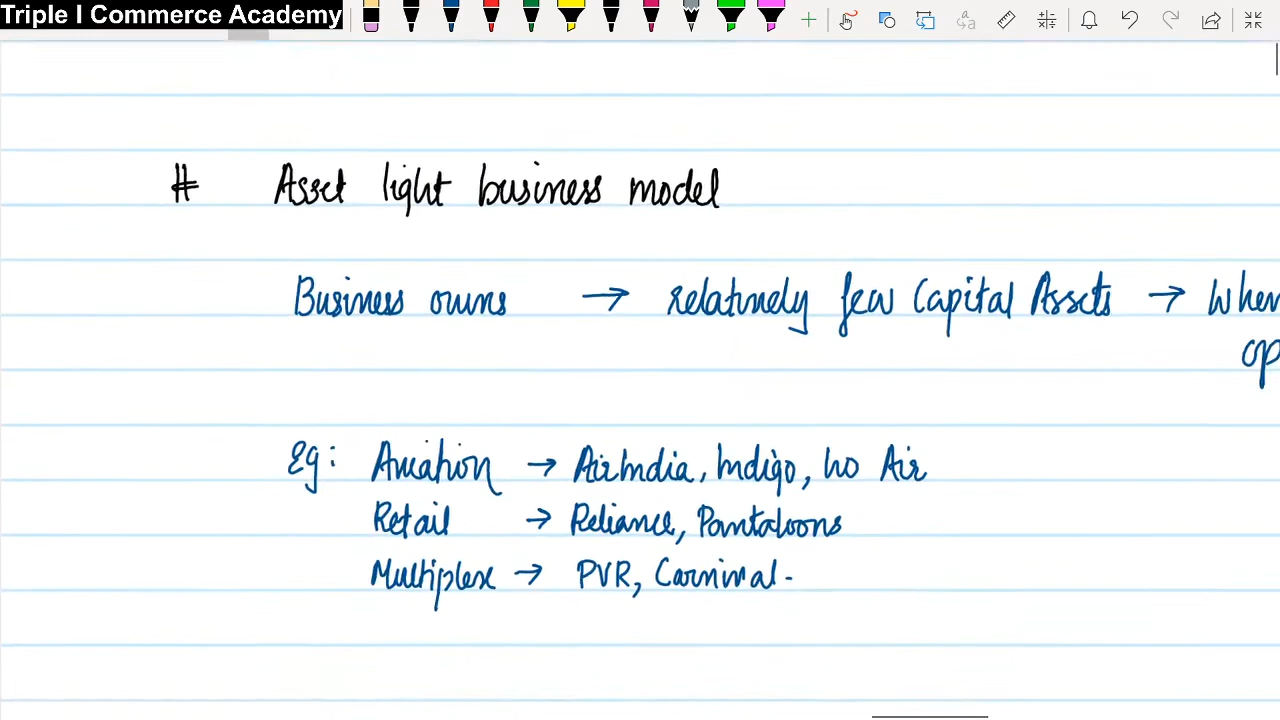 Triple I Commerce Academy
# Asset light business model
Business owns → relatively few Capital Assets → When
op
Eg: Aviation → AirIndia, Indigo, Go Air
Retail → Reliance, Pantaloons
Multiplex → PVR, Carnival.